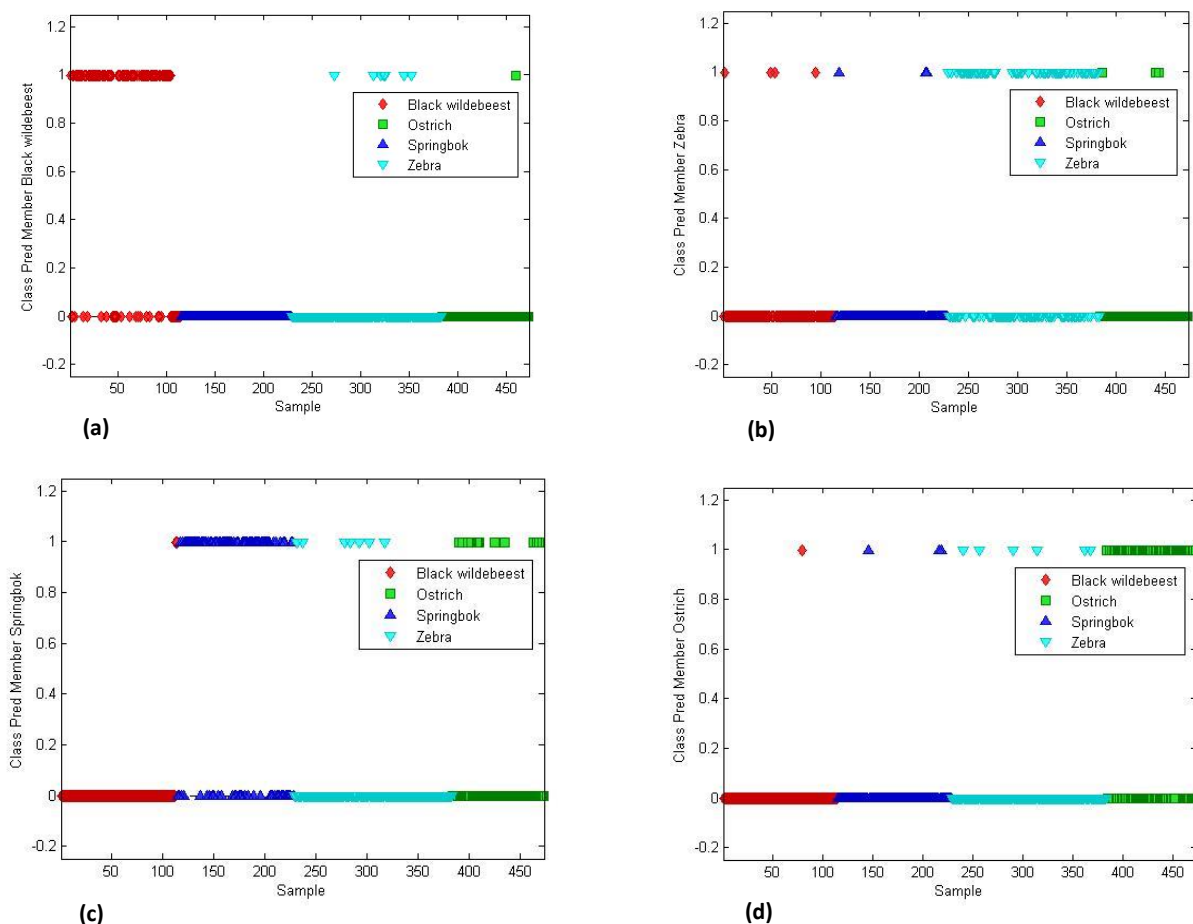 Class Pred Member Black wildebeest
1.2
1
0.8
0.6
0.4
0.2
0
-0.2
Black wildebeest
Ostrich
Springbok
Zebra
50 100 150 200 250 300 350 400 450
Sample
(a)
Class Pred Member Zebra
1.2
1
0.8
0.6
0.4
0.2
0
-0.2
Black wildebeest
Ostrich
Springbok
Zebra
50 100 150 200 250 300 350 400 450
Sample
(b)
Class Pred Member Springbok
1.2
1
0.8
0.6
0.4
0.2
0
-0.2
Black wildebeest
Ostrich
Springbok
Zebra
50 100 150 200 250 300 350 400 450
Sample
(c)
Class Pred Member Ostrich
1.2
1
0.8
0.6
0.4
0.2
0
-0.2
Black wildebeest
Ostrich
Springbok
Zebra
50 100 150 200 250 300 350 400 450
Sample
(d)